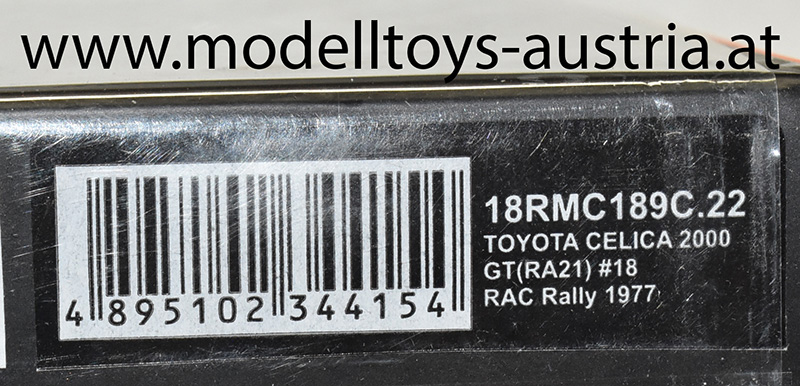 www.modelltoys-austria.at
18RMC189C.22
TOYOTA CELICA 2000
GT(RA21) #18
RAC Rally 1977
4 895102 344154